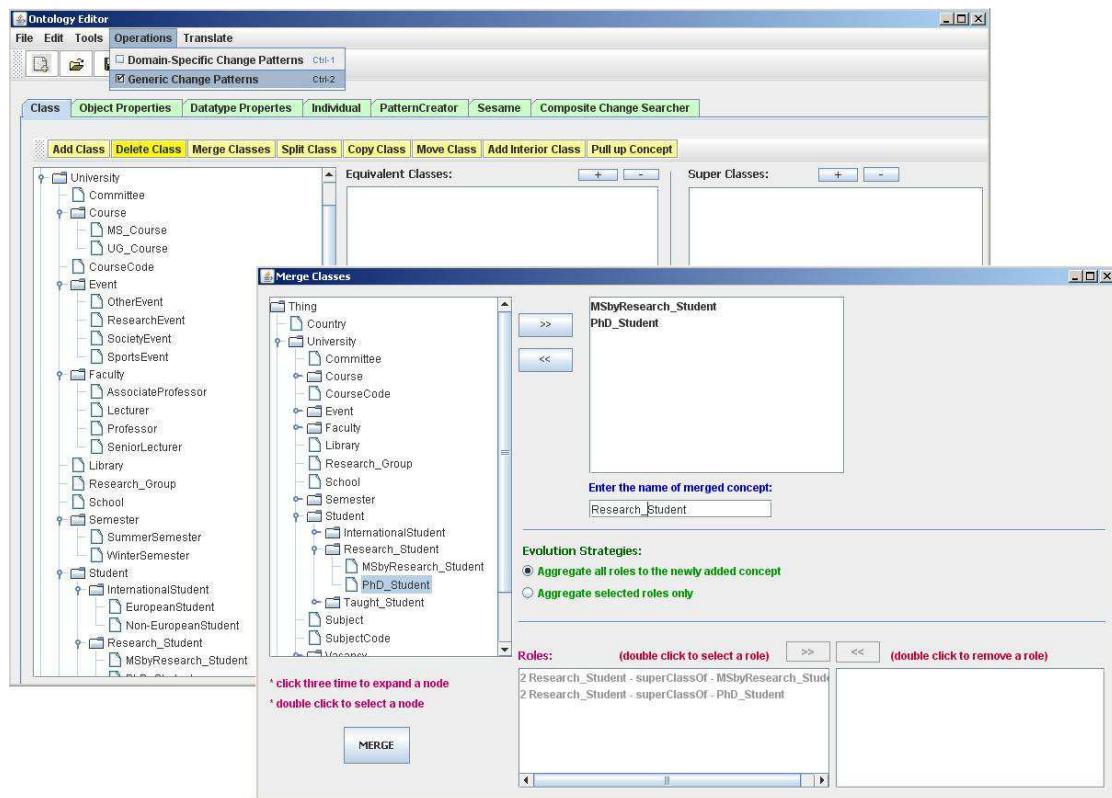 Ontology Editor
File Edit Tools Operations Translate
Domain-Specific Change Patterns Ctrl-1
Generic Change Patterns Ctrl-2
Class Object Properties Datatype Propertes Individual PatternCreator Sesame Composite Change Searcher
Add Class Delete Class Merge Classes Split Class Copy Class Move Class Add Interior Class Pull up Concept
University
Committee
Course
MS_Course
UG_Course
CourseCode
Event
OtherEvent
ResearchEvent
SocietyEvent
SportsEvent
Faculty
AssociateProfessor
Lecturer
Professor
SeniorLecturer
Library
Research_Group
School
Semester
SummerSemester
WinterSemester
Student
InternationalStudent
EuropeanStudent
Non-EuropeanStudent
Research_Student
MSbyResearch_Student
Equivalent Classes: + -
Super Classes: + -
Merge Classes
Thing
Country
University
Committee
Course
CourseCode
Event
Faculty
Library
Research_Group
School
Semester
Student
InternationalStudent
Research_Student
MSbyResearch_Student
PhD_Student
Taught_Student
Subject
SubjectCode
Vacancy
>>
<<
MSbyResearch_Student
PhD_Student
Enter the name of merged concept:
Research_Student
Evolution Strategies:
Aggregate all roles to the newly added concept
Aggregate selected roles only
Roles: (double click to select a role) >> << (double click to remove a role)
2 Research_Student - superClassOf - MSbyResearch_Stude
2 Research_Student - superClassOf - PhD_Student
* click three time to expand a node
* double click to select a node
MERGE